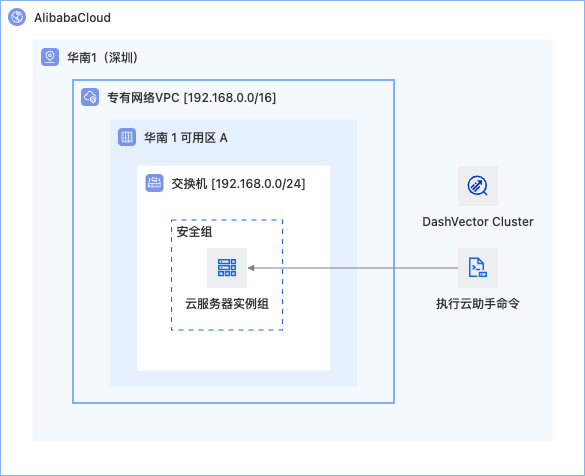 AlibabaCloud
华南1（深圳）
专有网络VPC [192.168.0.0/16]
华南 1 可用区 A
交换机 [192.168.0.0/24]
安全组
云服务器实例组
DashVector Cluster
执行云助手命令